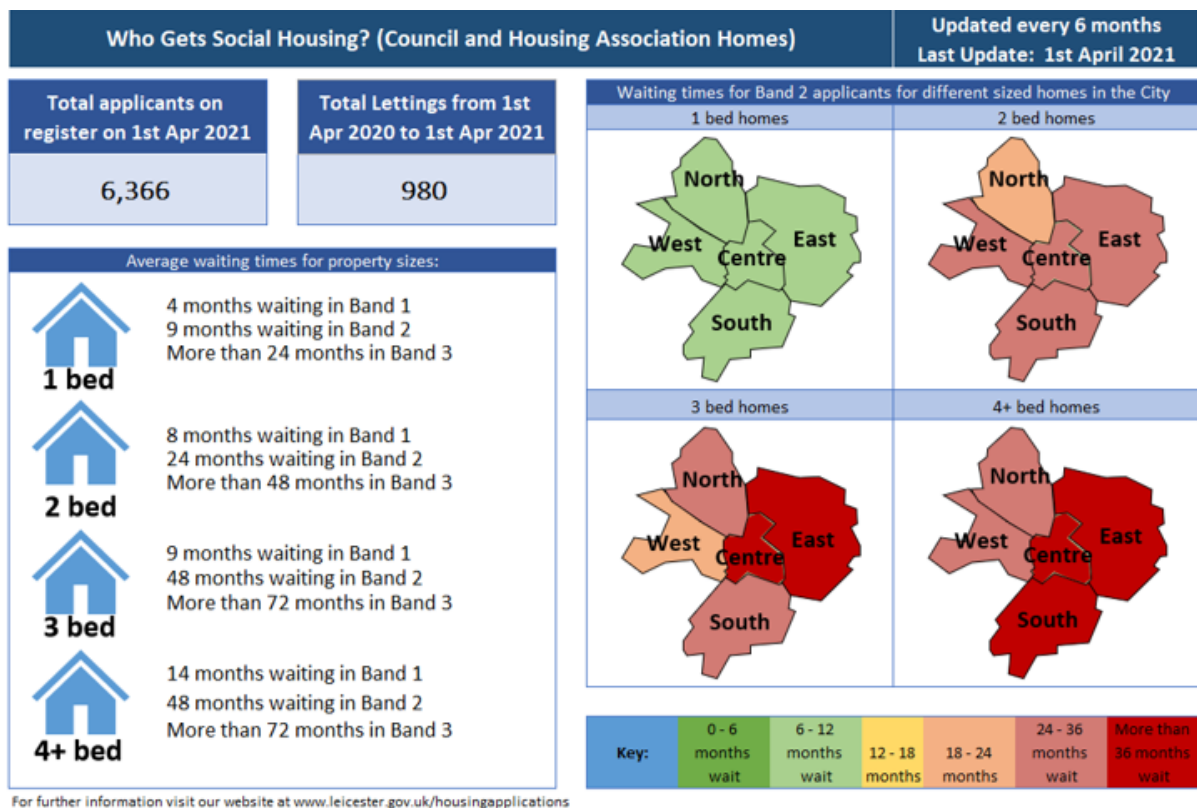 Who Gets Social Housing? (Council and Housing Association Homes)
Updated every 6 months
Last Update: 1st April 2021
Total applicants on
register on 1st Apr 2021
6,366
Total Lettings from 1st
Apr 2020 to 1st Apr 2021
980
Average waiting times for property sizes:
4 months waiting in Band 1
9 months waiting in Band 2
More than 24 months in Band 3
1 bed
8 months waiting in Band 1
24 months waiting in Band 2
More than 48 months in Band 3
2 bed
9 months waiting in Band 1
48 months waiting in Band 2
More than 72 months in Band 3
3 bed
14 months waiting in Band 1
48 months waiting in Band 2
More than 72 months in Band 3
4+ bed
For further information visit our website at www.leicester.gov.uk/housingapplications
Waiting times for Band 2 applicants for different sized homes in the City
1 bed homes
North
West
Centre
East
South
2 bed homes
North
West
Centre
East
South
3 bed homes
North
West
Centre
East
South
4+ bed homes
North
West
Centre
East
South
Key:
0 - 6
months
wait
6 - 12
months
wait
12 - 18
months
18 - 24
months
24 - 36
months
wait
More than
36 months
wait